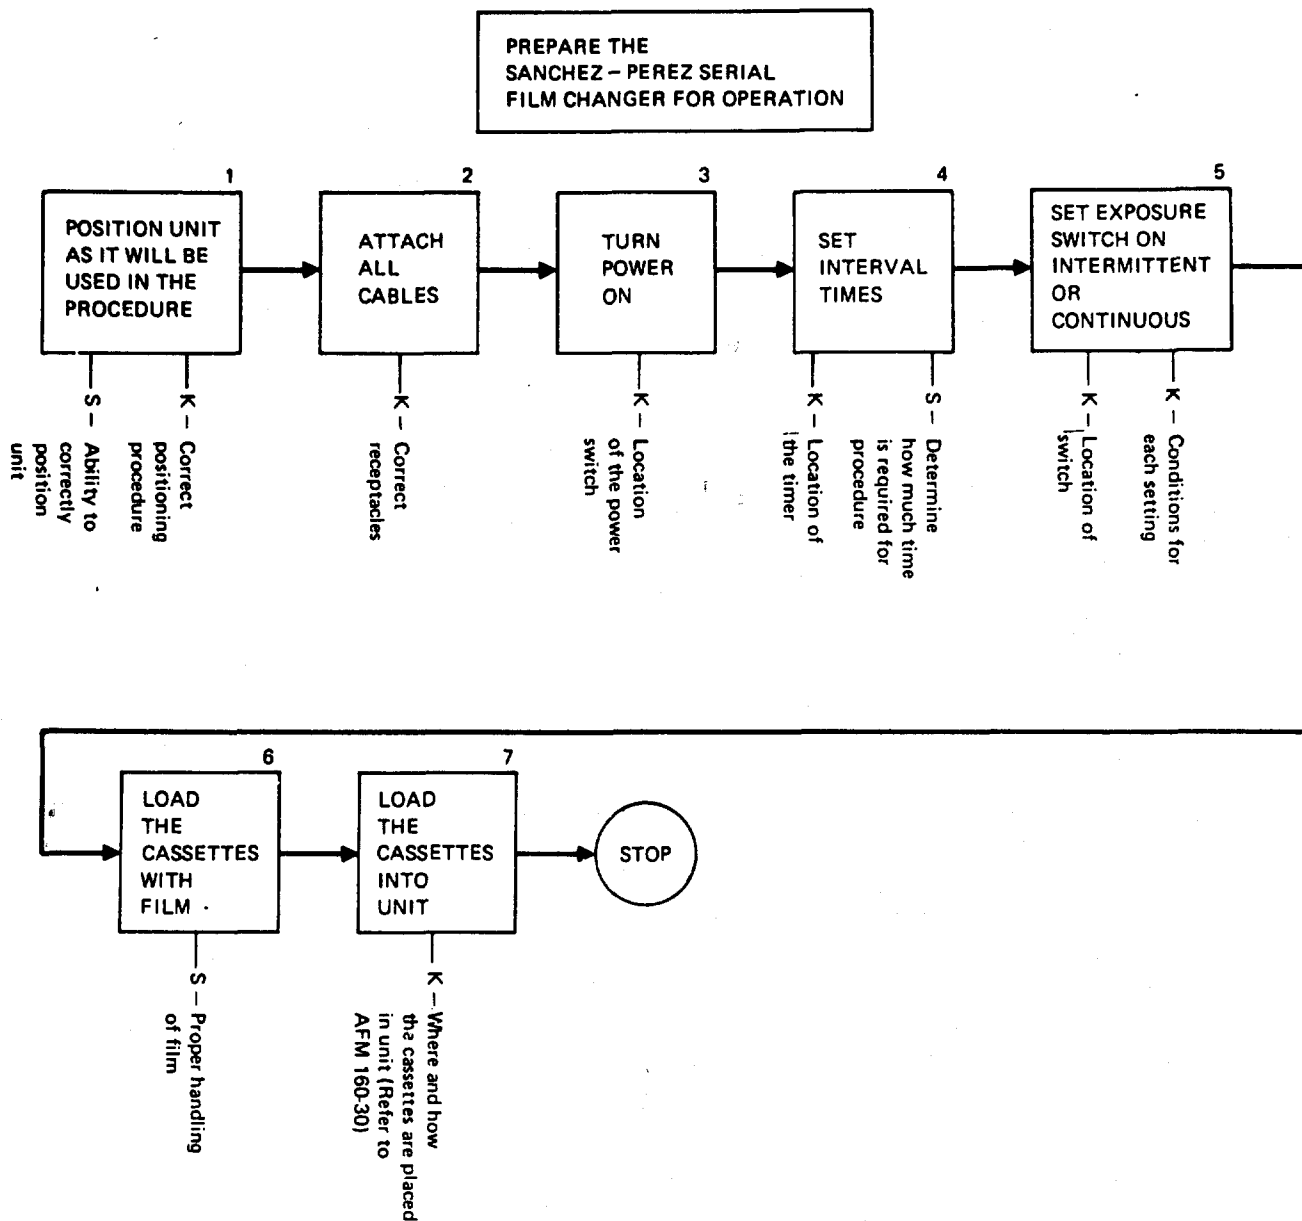 PREPARE THE
SANCHEZ – PEREZ SERIAL
FILM CHANGER FOR OPERATION
1
POSITION UNIT
AS IT WILL BE
USED IN THE
PROCEDURE
S – Ability to
correctly
position
unit
K – Correct
positioning
procedure
2
ATTACH
ALL
CABLES
K – Correct
receptacles
3
TURN
POWER
ON
K – Location
of the power
switch
4
SET
INTERVAL
TIMES
K – Location of
the timer
S – Determine
how much time
is required for
procedure
5
SET EXPOSURE
SWITCH ON
INTERMITTENT
OR
CONTINUOUS
K – Location of
switch
K – Conditions for
each setting
6
LOAD
THE
CASSETTES
WITH
FILM
S – Proper handling
of film
7
LOAD
THE
CASSETTES
INTO
UNIT
K – Where and how
the cassettes are placed
in unit (Refer to
AFM 160-30)
STOP